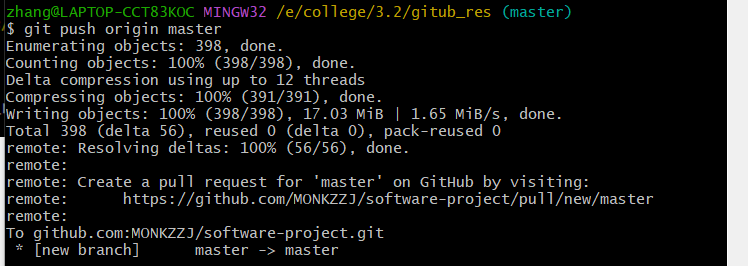 zhang@LAPTOP-CCT83KOC MINGW32 /e/college/3.2/gitub_res (master)
$ git push origin master
Enumerating objects: 398, done.
Counting objects: 100% (398/398), done.
Delta compression using up to 12 threads
Compressing objects: 100% (391/391), done.
Writing objects: 100% (398/398), 17.03 MiB | 1.65 MiB/s, done.
Total 398 (delta 56), reused 0 (delta 0), pack-reused 0
remote: Resolving deltas: 100% (56/56), done.
remote:
remote: Create a pull request for 'master' on GitHub by visiting:
remote:      https://github.com/MONKZZJ/software-project/pull/new/master
remote:
To github.com:MONKZZJ/software-project.git
 * [new branch]      master -> master